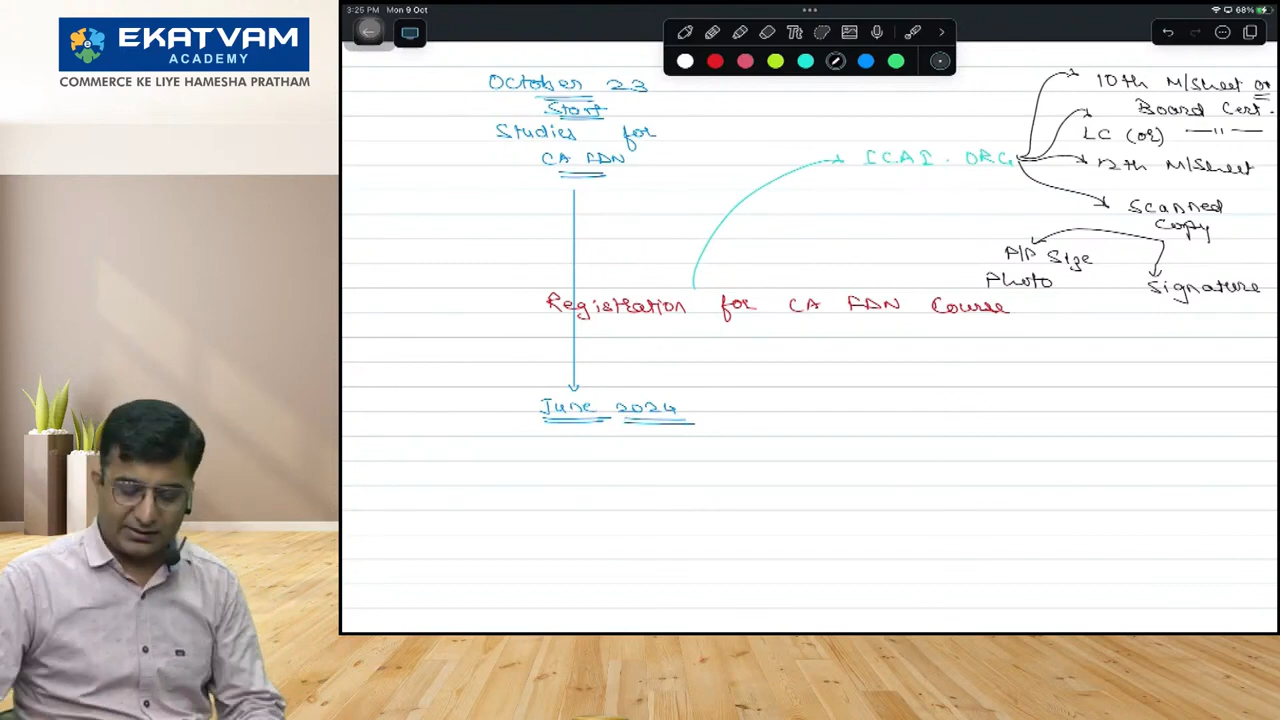 EKATVAM
ACADEMY
COMMERCE KE LIYE HAMESHA PRATHAM
3:25 PM Mon 9 Oct
68%
Tt
October 23
Start
Studies for
CA FDN
ICAI.ORG
10th M/Sheet or
Board Cert.
LC (or) —"—
12th M/Sheet
Scanned
Copy
P/P Size
Photo
Signature
Registration for CA FDN Course
June 2024